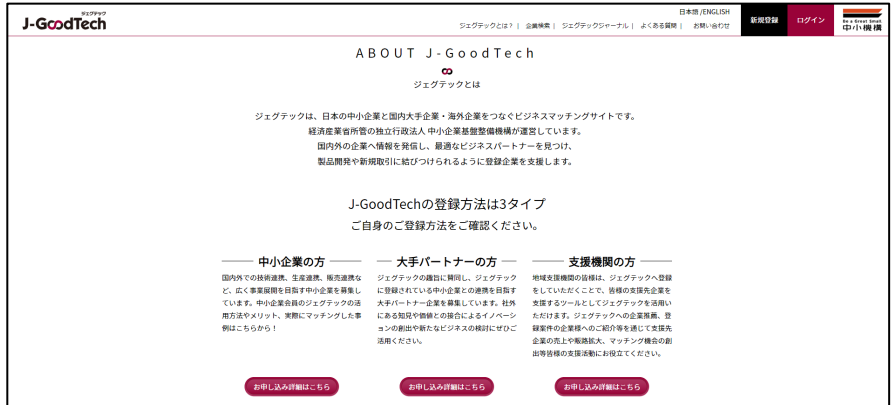 ジェグテック
J-GoodTech
日本語 /ENGLISH
ジェグテックとは? | 企業検索 | ジェグテックジャーナル | よくある質問 | お問い合わせ
新規登録
ログイン
Be a Great Small
中小機構
ABOUT J-GoodTech
ジェグテックとは
ジェグテックは、日本の中小企業と国内大手企業・海外企業をつなぐビジネスマッチングサイトです。
経済産業省所管の独立行政法人 中小企業基盤整備機構が運営しています。
国内外の企業へ情報を発信し、最適なビジネスパートナーを見つけ、
製品開発や新規取引に結びつけられるように登録企業を支援します。
J-GoodTechの登録方法は3タイプ
ご自身のご登録方法をご確認ください。
中小企業の方
国内外での技術連携、生産連携、販売連携な
ど、広く事業展開を目指す中小企業を募集し
ています。中小企業会員のジェグテックの活
用方法やメリット、実際にマッチングした事
例はこちらから!
お申し込み詳細はこちら
大手パートナーの方
ジェグテックの趣旨に賛同し、ジェグテック
に登録されている中小企業との連携を目指す
大手パートナー企業を募集しています。社外
にある知見や価値との接合によるイノベーシ
ョンの創出や新たなビジネスの検討にぜひご
活用ください。
お申し込み詳細はこちら
支援機関の方
地域支援機関の皆様は、ジェグテックへ登録
をしていただくことで、皆様の支援先企業を
支援するツールとしてジェグテックを活用い
ただけます。ジェグテックへの企業推薦、登
録案件の企業様へのご紹介等を通じて支援先
企業の売上や販路拡大、マッチング機会の創
出等皆様の支援活動にお役立てください。
お申し込み詳細はこちら